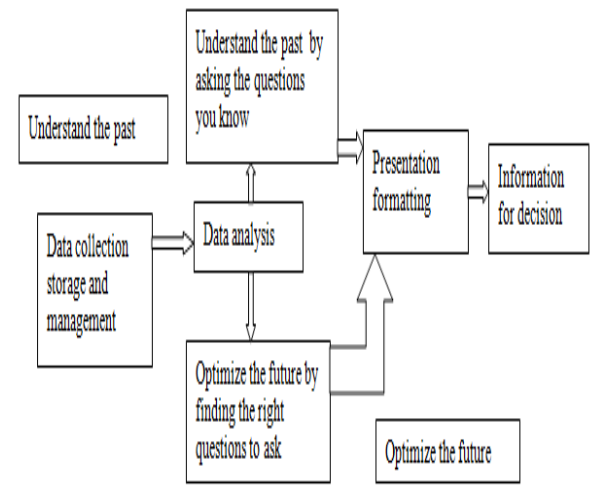 Understand the past by
asking the questions
you know
Understand the past
Presentation
formatting
Information
for decision
Data analysis
Data collection
storage and
management
Optimize the future by
finding the right
questions to ask
Optimize the future